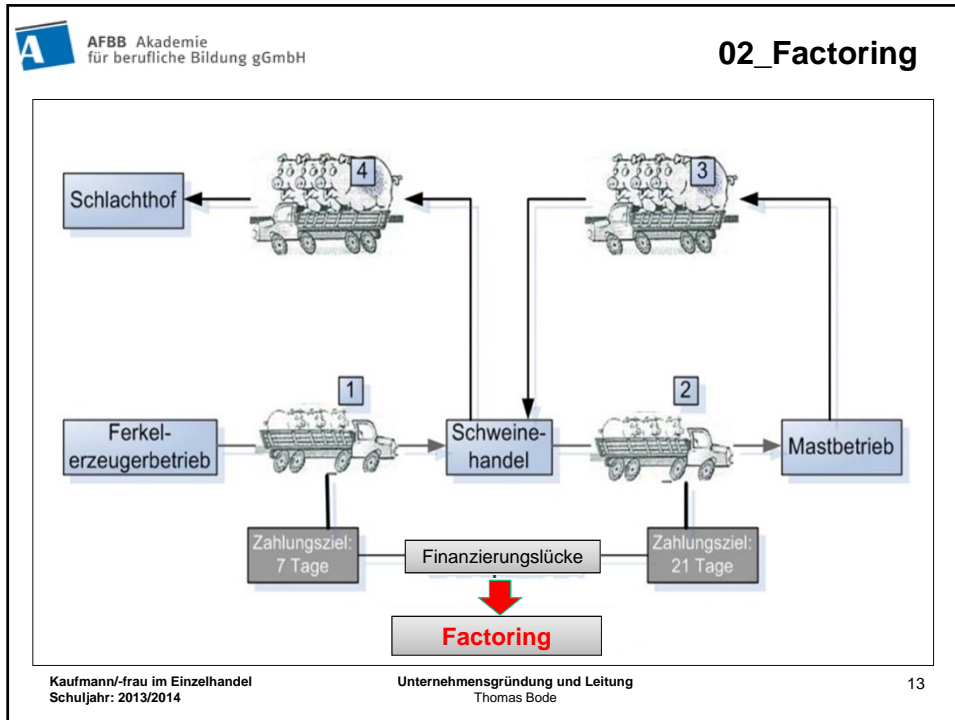 A
AFBB Akademie
für berufliche Bildung gGmbH
02_Factoring
4
3
Schlachthof
1
2
Ferkel-
erzeugerbetrieb
Schweine-
handel
Mastbetrieb
Zahlungsziel:
7 Tage
Finanzierungslücke
Zahlungsziel:
21 Tage
Factoring
Kaufmann/-frau im Einzelhandel
Schuljahr: 2013/2014
Unternehmensgründung und Leitung
Thomas Bode
13